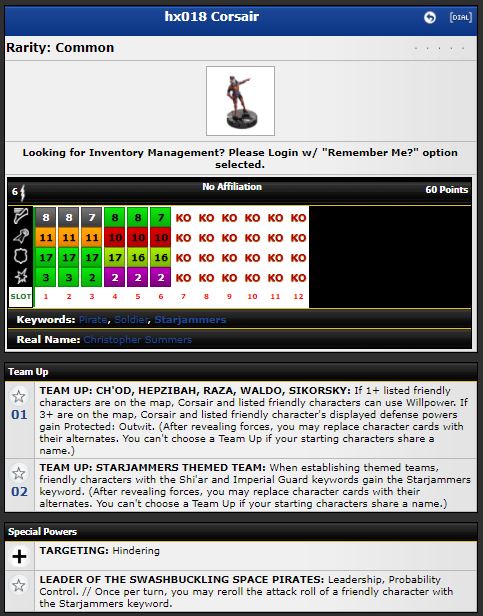 hx018 Corsair
[DIAL]
Rarity: Common
Looking for Inventory Management? Please Login w/ "Remember Me?" option
selected.
6 No Affiliation 60 Points
8 8 7 8 8 7 KO KO KO KO KO KO
11 11 11 10 10 10 KO KO KO KO KO KO
17 17 17 17 16 16 KO KO KO KO KO KO
3 3 2 2 2 2 KO KO KO KO KO KO
SLOT 1 2 3 4 5 6 7 8 9 10 11 12
Keywords: Pirate, Soldier, Starjammers
Real Name: Christopher Summers
Team Up
01
TEAM UP: CH'OD, HEPZIBAH, RAZA, WALDO, SIKORSKY: If 1+ listed friendly
characters are on the map, Corsair and listed friendly characters can use Willpower. If
3+ are on the map, Corsair and listed friendly character's displayed defense powers
gain Protected: Outwit. (After revealing forces, you may replace character cards with
their alternates. You can't choose a Team Up if your starting characters share a
name.)
02
TEAM UP: STARJAMMERS THEMED TEAM: When establishing themed teams,
friendly characters with the Shi'ar and Imperial Guard keywords gain the Starjammers
keyword. (After revealing forces, you may replace character cards with their
alternates. You can't choose a Team Up if your starting characters share a name.)
Special Powers
TARGETING: Hindering
LEADER OF THE SWASHBUCKLING SPACE PIRATES: Leadership, Probability
Control. // Once per turn, you may reroll the attack roll of a friendly character with
the Starjammers keyword.